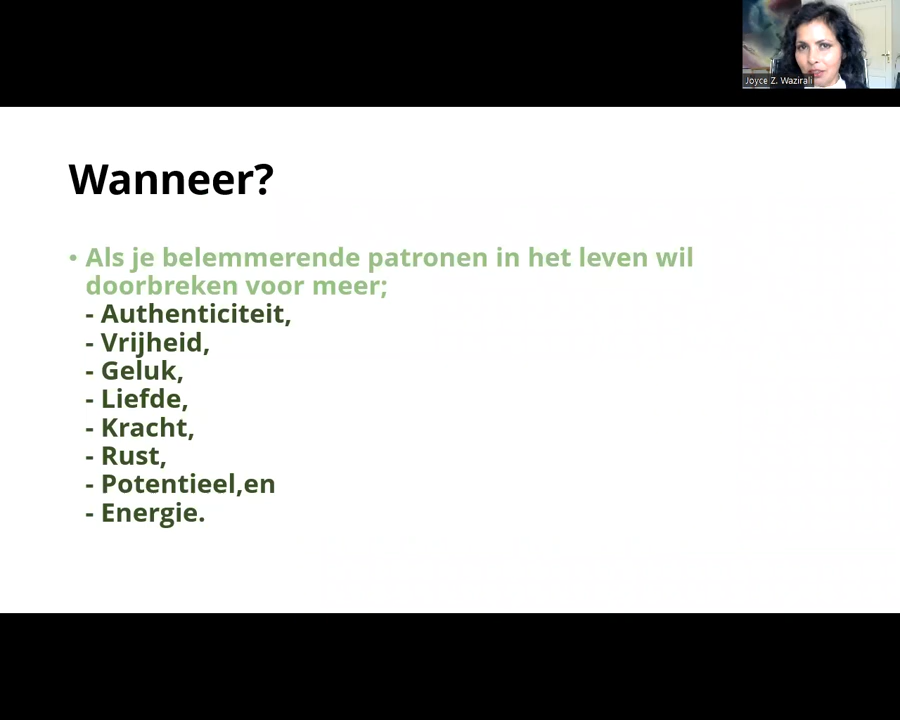 Joyce Z. Wazirali
Wanneer?
• Als je belemmerende patronen in het leven wil
doorbreken voor meer;
- Authenticiteit,
- Vrijheid,
- Geluk,
- Liefde,
- Kracht,
- Rust,
- Potentieel,en
- Energie.